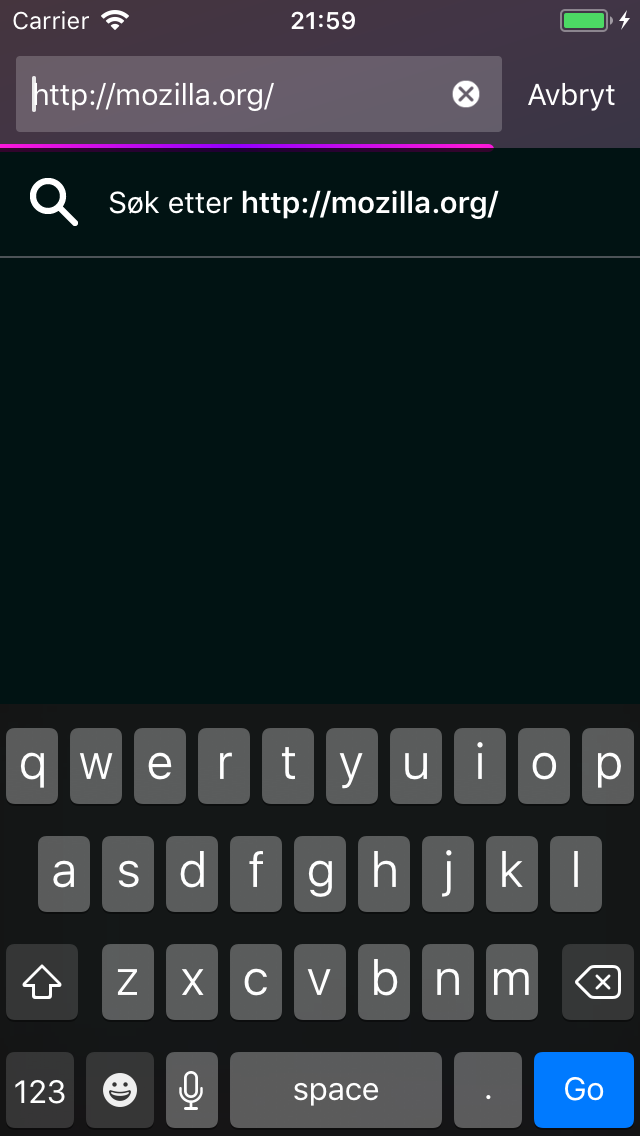 Carrier 21:59
http://mozilla.org/ Avbryt
Søk etter http://mozilla.org/
q w e r t y u i o p
a s d f g h j k l
z x c v b n m
123 space . Go